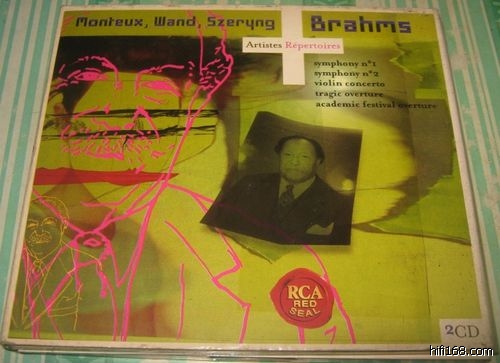 Monteux, Wand, Szeryng
Brahms
Artistes Répertoires
symphony n°1
symphony n°2
violin concerto
tragic overture
academic festival overture
RCA
RED
SEAL
2CD
hifi168.com